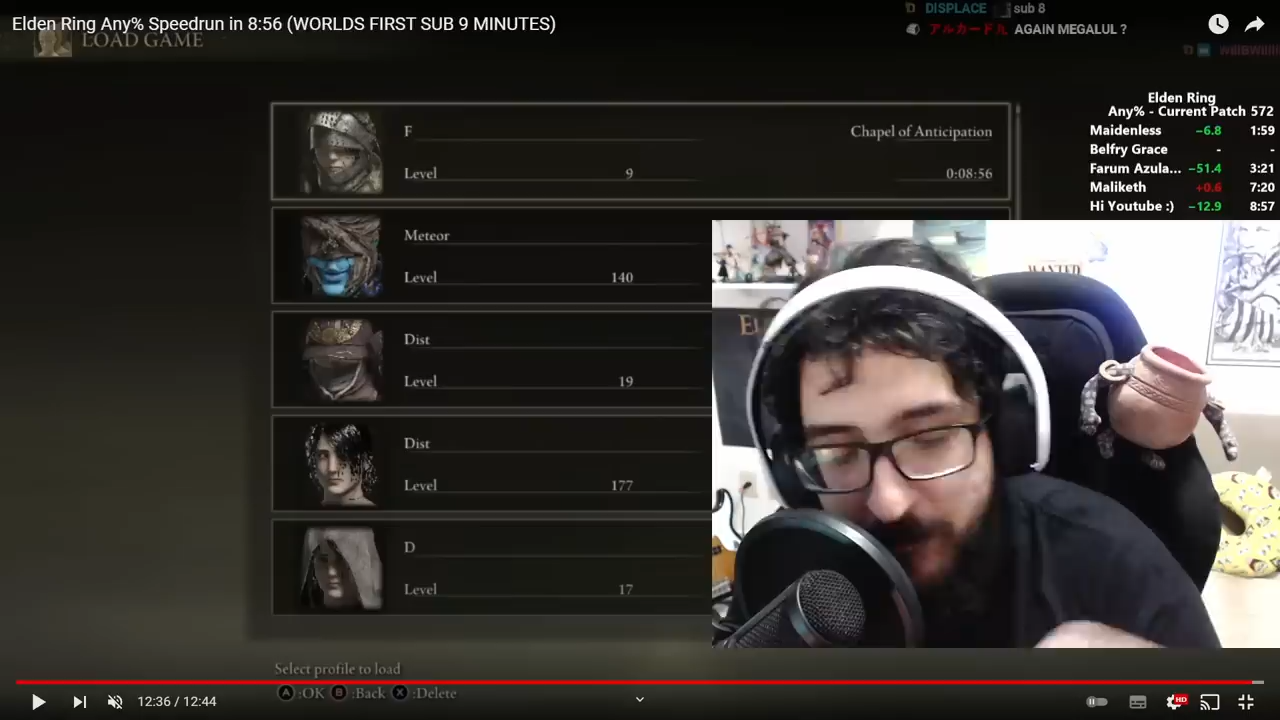 Elden Ring Any% Speedrun in 8:56 (WORLDS FIRST SUB 9 MINUTES)
LOAD GAME
DISPLACE sub 8
アルカード九 AGAIN MEGALUL ?
F
Chapel of Anticipation
Level 9
0:08:56
Meteor
Level 140
Dist
Level 19
Dist
Level 177
D
Level 17
Elden Ring
Any% - Current Patch 572
Maidenless −6.8 1:59
Belfry Grace - -
Farum Azula... −51.4 3:21
Maliketh +0.6 7:20
Hi Youtube :) −12.9 8:57
WANTED
Select profile to load
A :OK B :Back X :Delete
12:36 / 12:44
HD